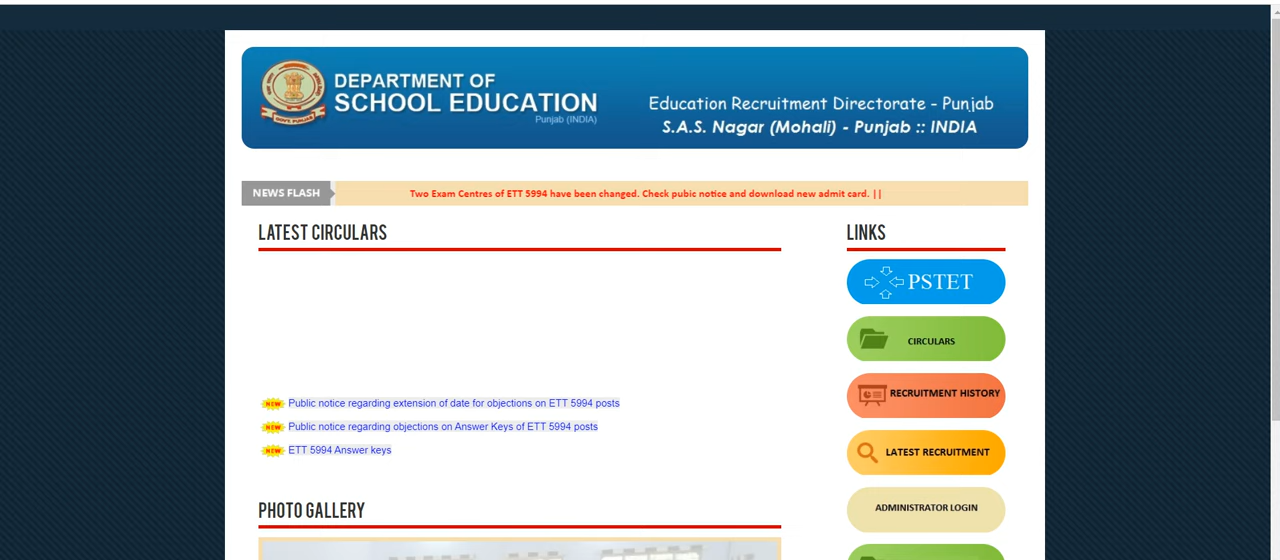 DEPARTMENT OF
SCHOOL EDUCATION
Punjab (INDIA)
GOVT. PUNJAB
Education Recruitment Directorate - Punjab
S.A.S. Nagar (Mohali) - Punjab :: INDIA
NEWS FLASH
Two Exam Centres of ETT 5994 have been changed. Check pubic notice and download new admit card. ||
LATEST CIRCULARS
NEW Public notice regarding extension of date for objections on ETT 5994 posts
NEW Public notice regarding objections on Answer Keys of ETT 5994 posts
NEW ETT 5994 Answer keys
PHOTO GALLERY
LINKS
PSTET
CIRCULARS
RECRUITMENT HISTORY
LATEST RECRUITMENT
ADMINISTRATOR LOGIN